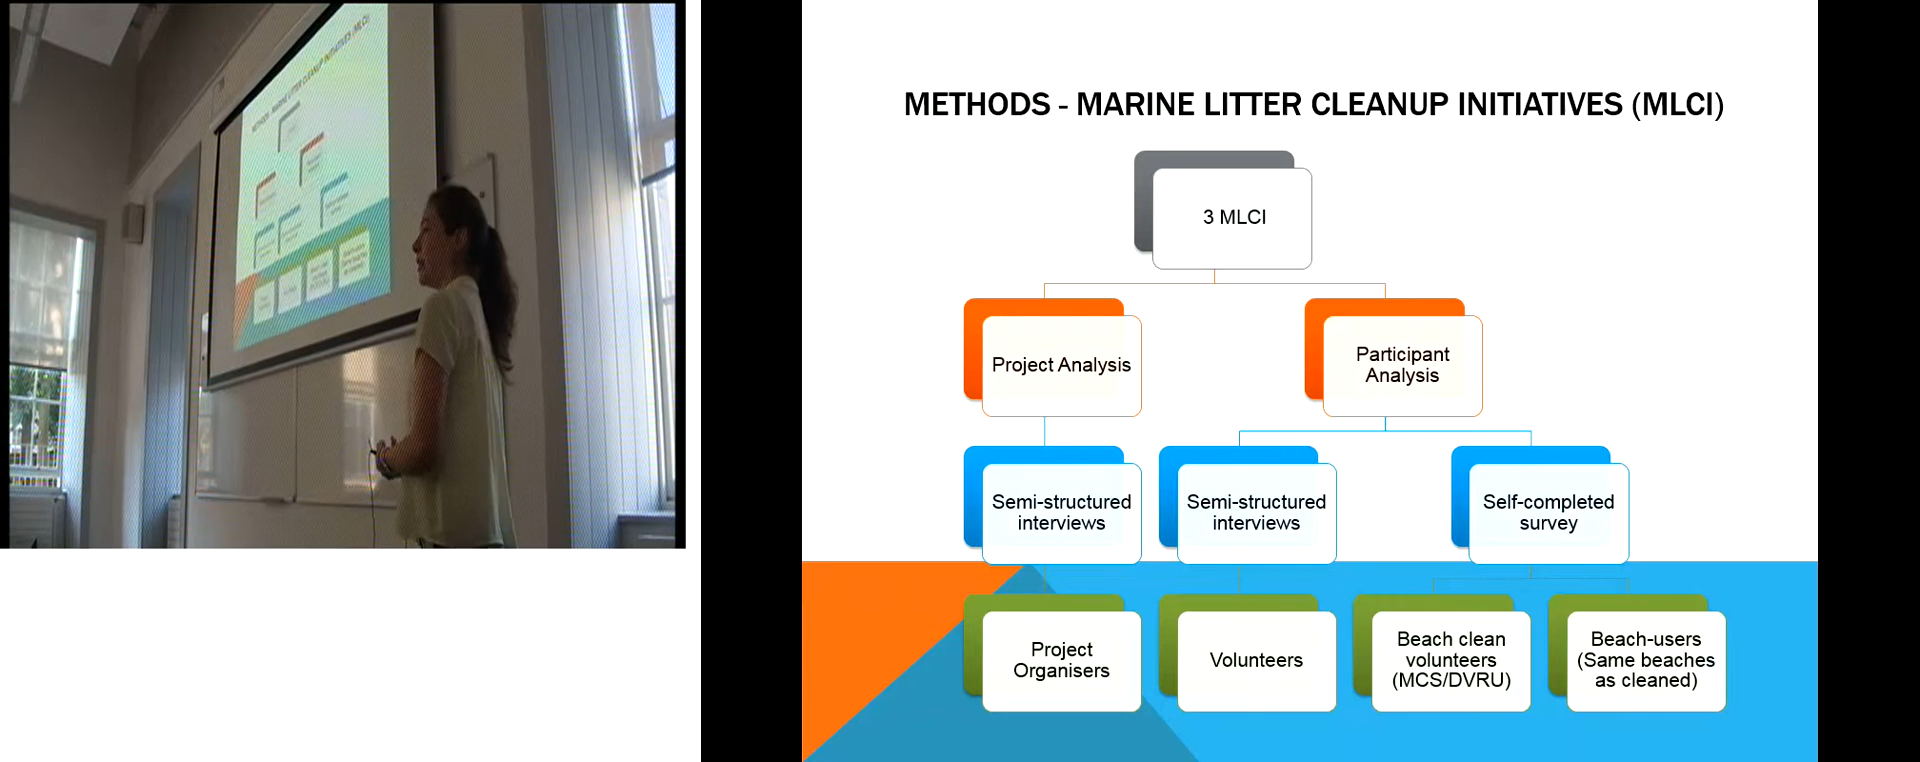 METHODS - MARINE LITTER CLEANUP INITIATIVES (MLCI)
3 MLCI
Project Analysis
Participant
Analysis
Semi-structured
interviews
Semi-structured
interviews
Self-completed
survey
Project
Organisers
Volunteers
Beach clean
volunteers
(MCS/DVRU)
Beach-users
(Same beaches
as cleaned)